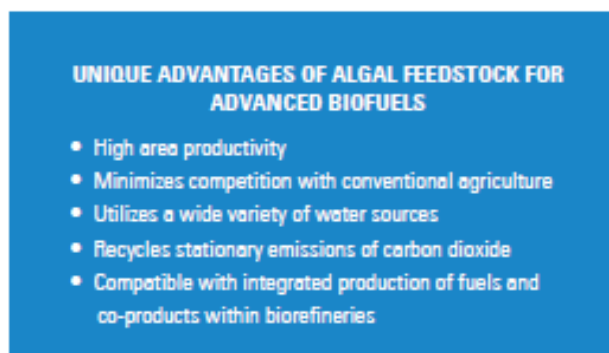 UNIQUE ADVANTAGES OF ALGAL FEEDSTOCK FOR
ADVANCED BIOFUELS
• High area productivity
• Minimizes competition with conventional agriculture
• Utilizes a wide variety of water sources
• Recycles stationary emissions of carbon dioxide
• Compatible with integrated production of fuels and
co-products within biorefineries